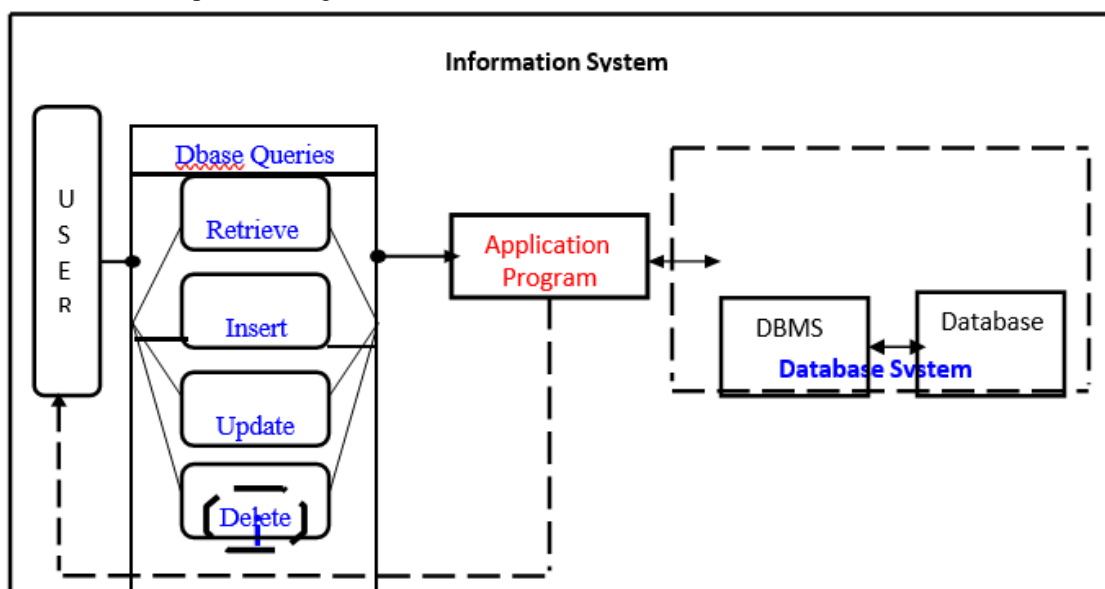 Information System
U
S
E
R
Dbase Queries
Retrieve
Insert
Update
Delete
Application
Program
DBMS
Database
Database System